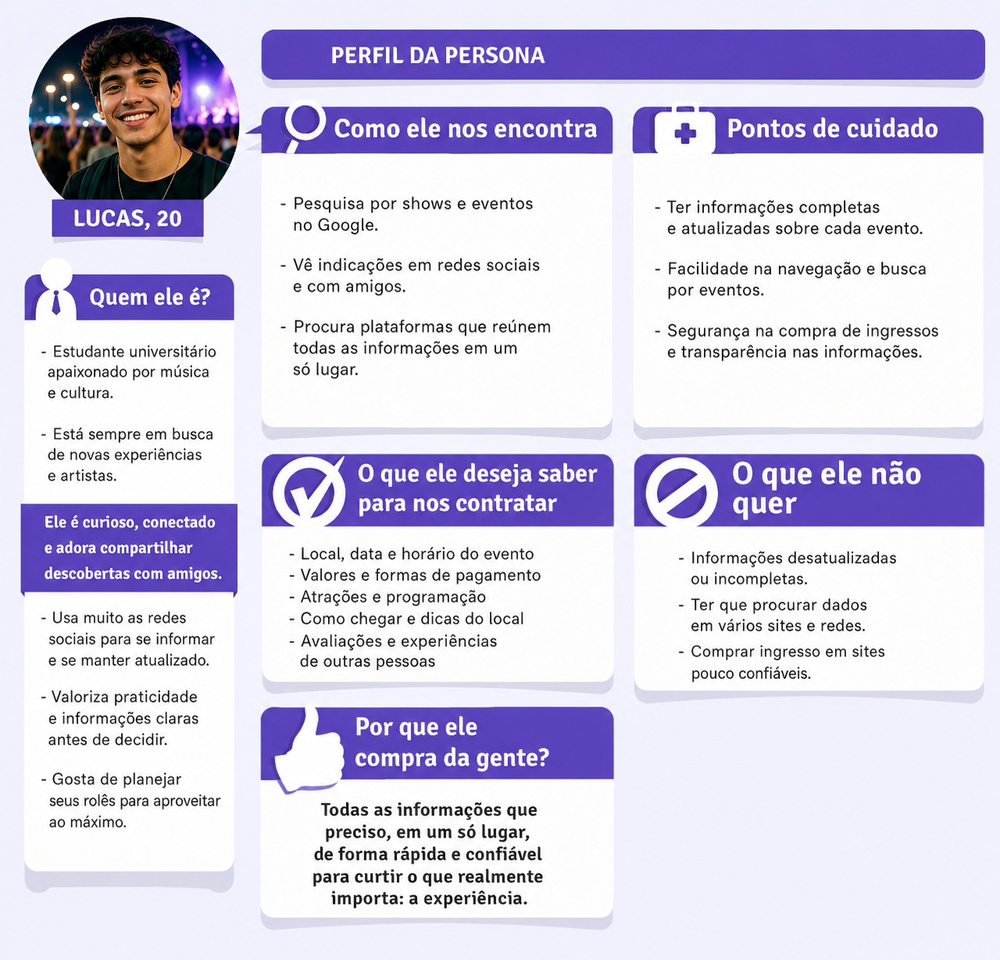 PERFIL DA PERSONA
LUCAS, 20
Quem ele é?
- Estudante universitário
apaixonado por música
e cultura.
- Está sempre em busca
de novas experiências
e artistas.
Ele é curioso, conectado
e adora compartilhar
descobertas com amigos.
- Usa muito as redes
sociais para se informar
e se manter atualizado.
- Valoriza praticidade
e informações claras
antes de decidir.
- Gosta de planejar
seus rolês para aproveitar
ao máximo.
Como ele nos encontra
- Pesquisa por shows e eventos
no Google.
- Vê indicações em redes sociais
e com amigos.
- Procura plataformas que reúnem
todas as informações em um
só lugar.
Pontos de cuidado
- Ter informações completas
e atualizadas sobre cada evento.
- Facilidade na navegação e busca
por eventos.
- Segurança na compra de ingressos
e transparência nas informações.
O que ele deseja saber
para nos contratar
- Local, data e horário do evento
- Valores e formas de pagamento
- Atrações e programação
- Como chegar e dicas do local
- Avaliações e experiências
de outras pessoas
O que ele não
quer
- Informações desatualizadas
ou incompletas.
- Ter que procurar dados
em vários sites e redes.
- Comprar ingresso em sites
pouco confiáveis.
Por que ele
compra da gente?
Todas as informações que
preciso, em um só lugar,
de forma rápida e confiável
para curtir o que realmente
importa: a experiência.